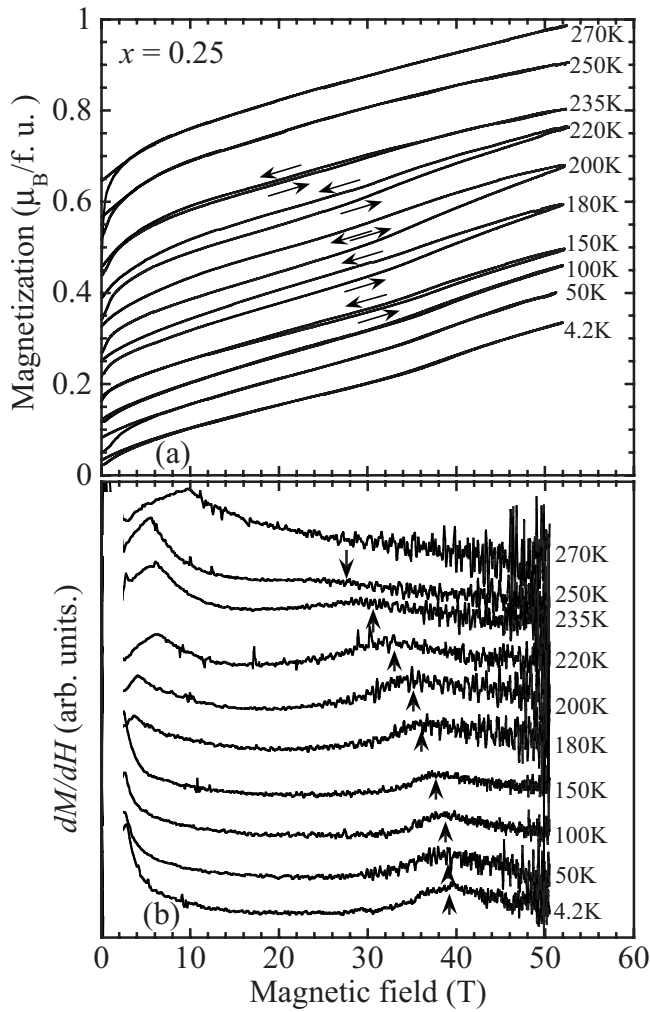 1
0.8
0.6
0.4
0.2
0
Magnetization (μB/f. u. )
x = 0.25
270K
250K
235K
220K
200K
180K
150K
100K
50K
4.2K
(a)
dM/dH (arb. units.)
270K
250K
235K
220K
200K
180K
150K
100K
50K
4.2K
(b)
0 10 20 30 40 50 60
Magnetic field (T)